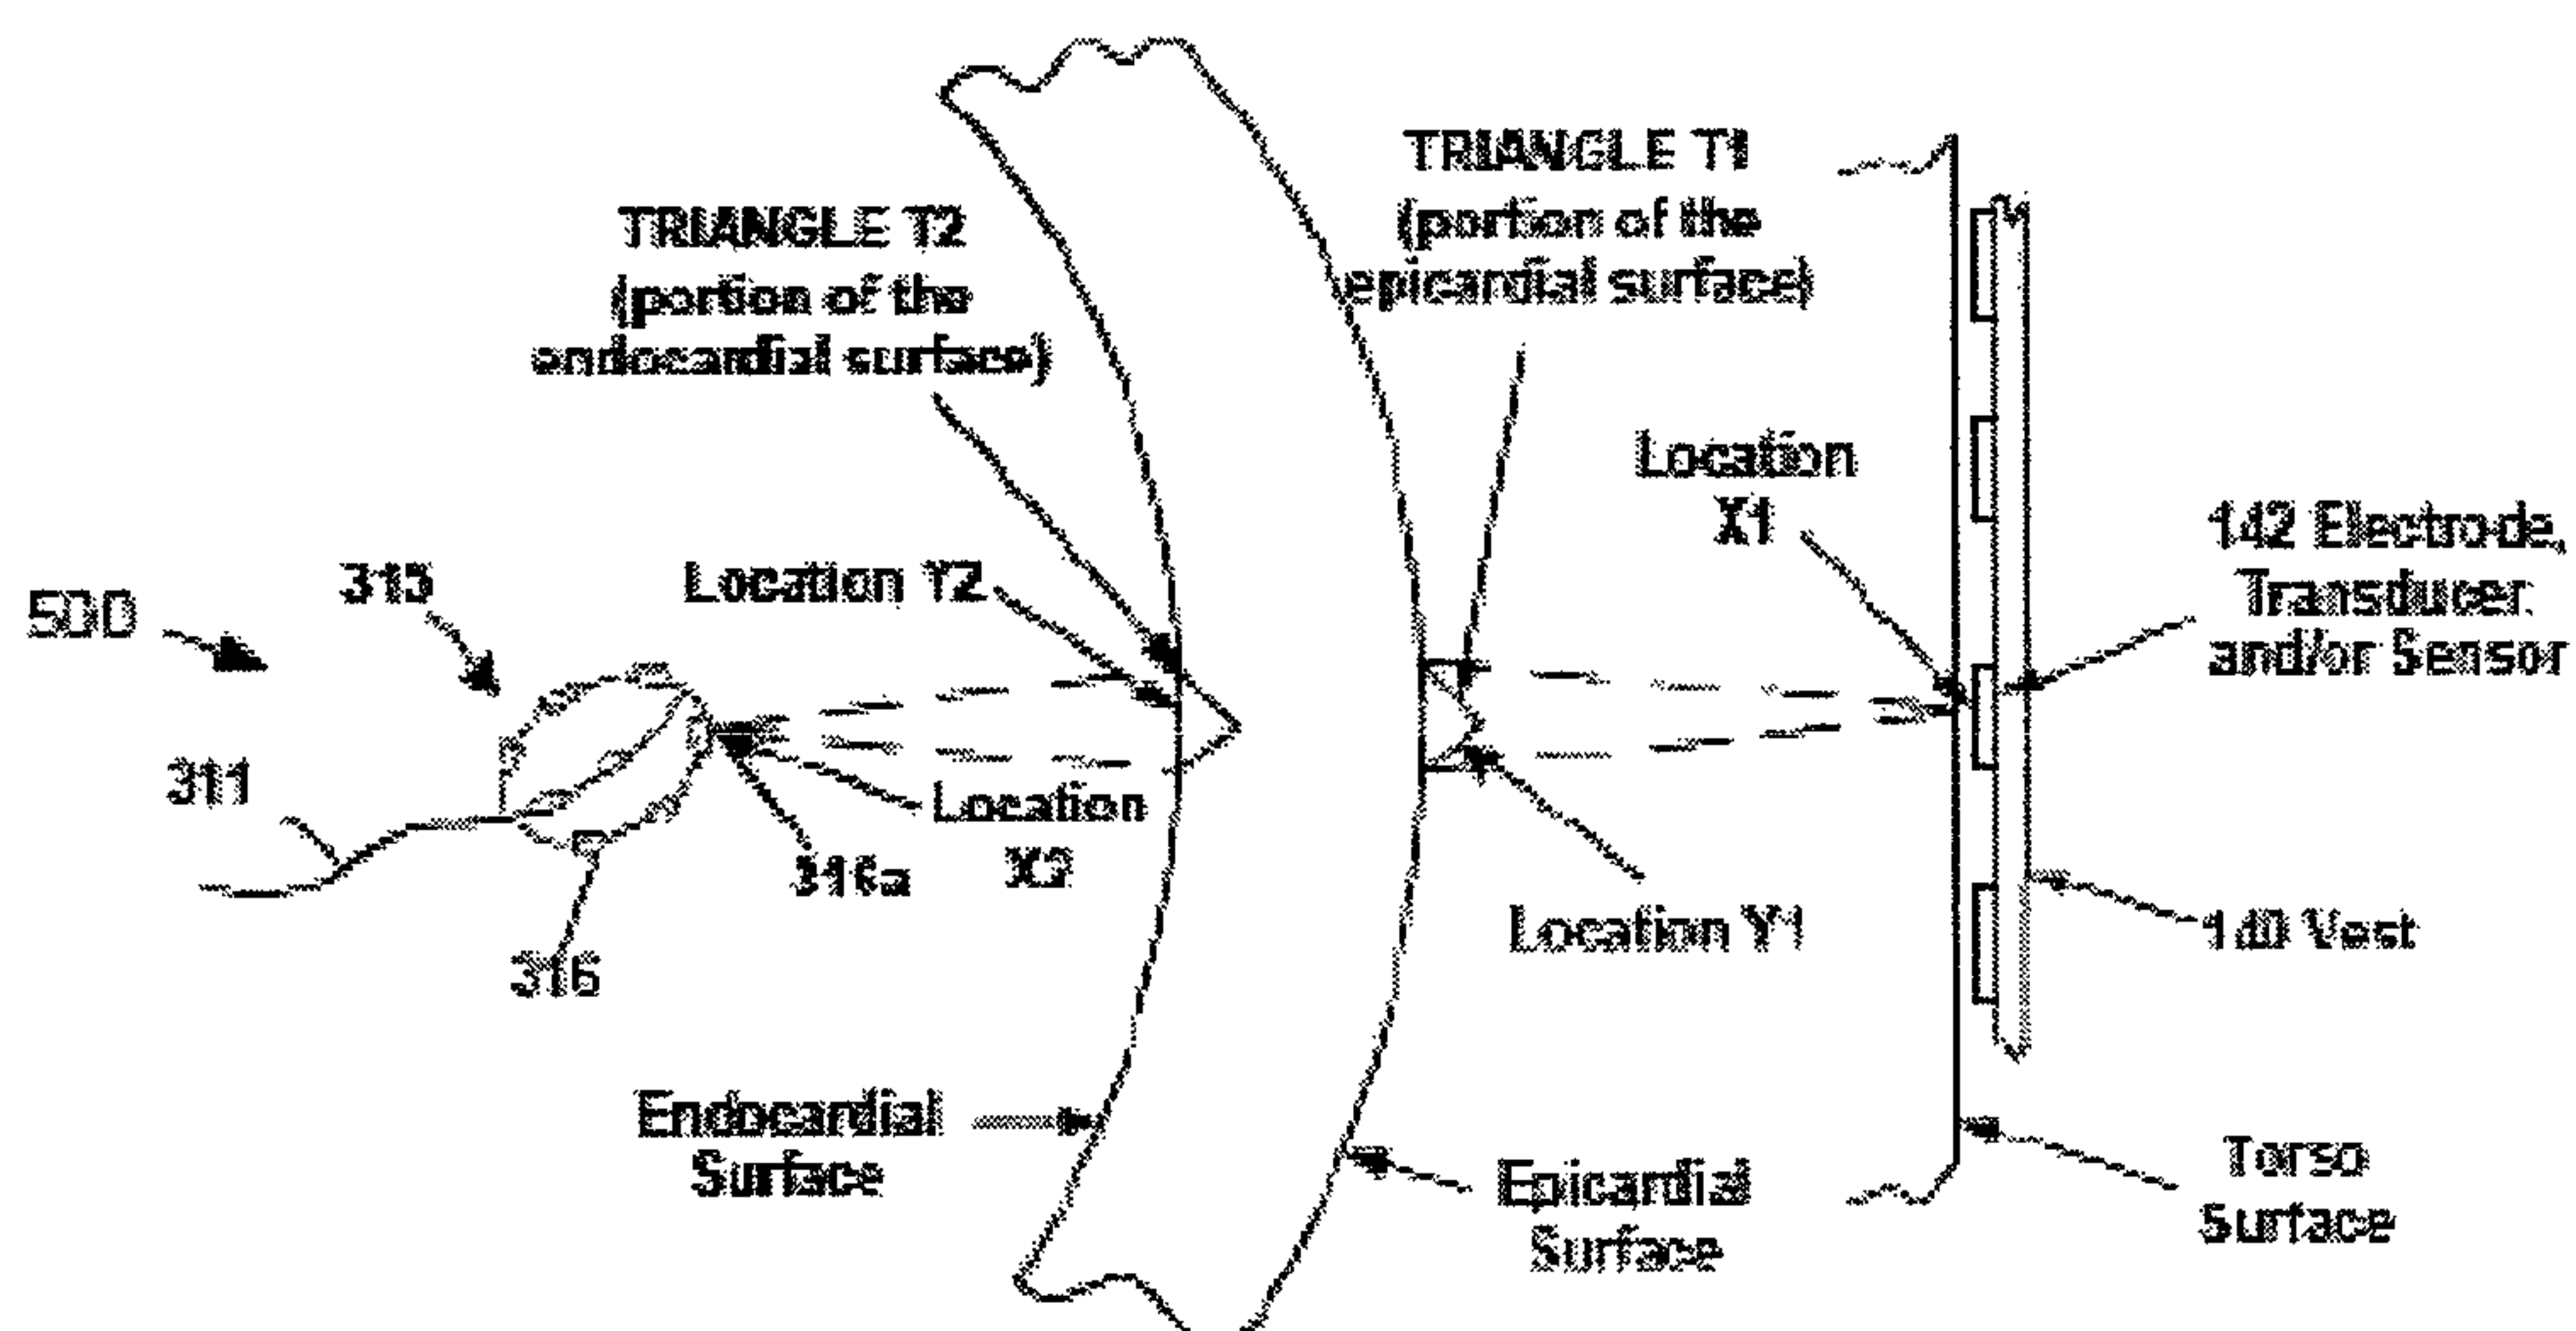 TRIANGLE T1
(portion of the
epicardial surface)
TRIANGLE T2
(portion of the
endocardial surface)
Location
X1
142 Electrode,
Transducer
and/or Sensor
500
315
Location Y2
311
Location
X2
316a
316
Location Y1
140 Vest
Endocardial
Surface
Epicardial
Surface
Torso
Surface